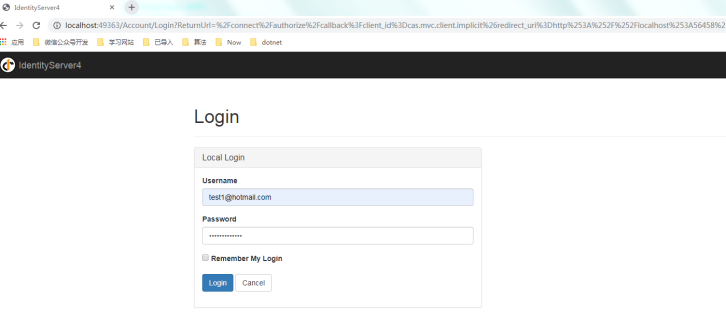 IdentityServer4
localhost:49363/Account/Login?ReturnUrl=%2Fconnect%2Fauthorize%2Fcallback%3Fclient_id%3Dcas.mvc.client.implicit%26redirect_uri%3Dhttp%253A%252F%252Flocalhost%253A56458%2
应用 微信公众号开发 学习网站 已导入 算法 Now dotnet
IdentityServer4
Login
Local Login
Username
test1@hotmail.com
Password
Remember My Login
Login Cancel